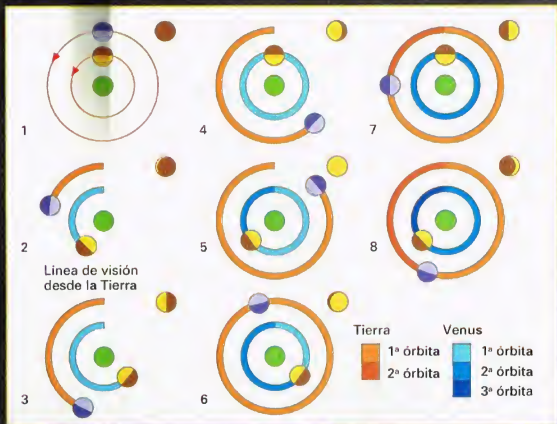 1
2
Línea de visión
desde la Tierra
3
4
5
6
7
8
Tierra
1ª órbita
2ª órbita
Venus
1ª órbita
2ª órbita
3ª órbita